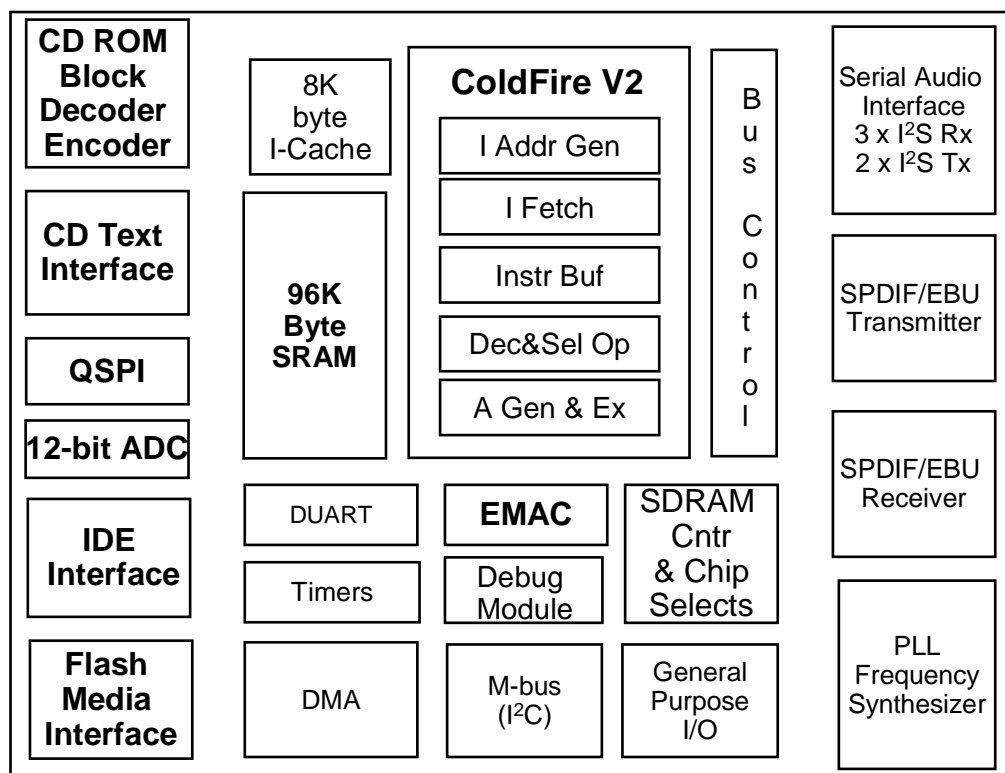 CD ROM
Block
Decoder
Encoder
CD Text
Interface
QSPI
12-bit ADC
IDE
Interface
Flash
Media
Interface
8K
byte
I-Cache
96K
Byte
SRAM
ColdFire V2
I Addr Gen
I Fetch
Instr Buf
Dec&Sel Op
A Gen & Ex
Bus Control
DUART
Timers
DMA
EMAC
Debug
Module
M-bus
(I²C)
SDRAM
Cntr
& Chip
Selects
General
Purpose
I/O
Serial Audio
Interface
3 x I²S Rx
2 x I²S Tx
SPDIF/EBU
Transmitter
SPDIF/EBU
Receiver
PLL
Frequency
Synthesizer